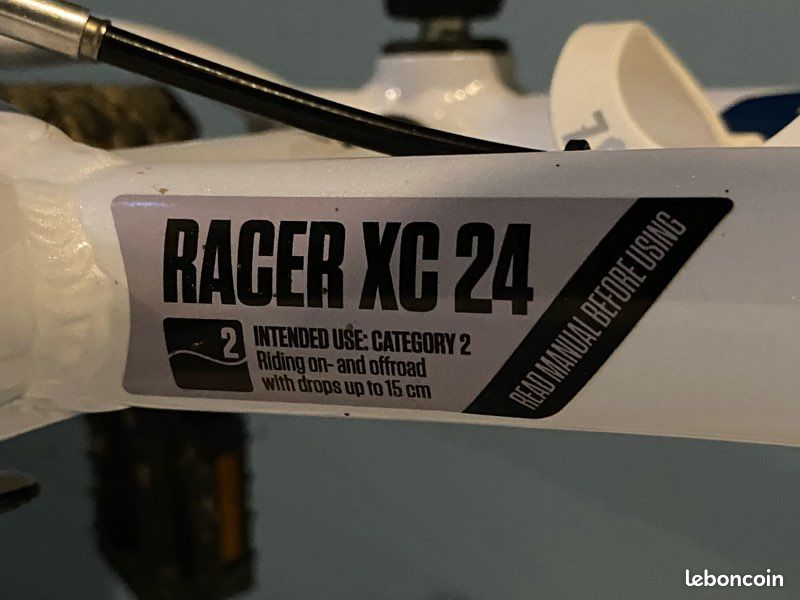 RACER XC 24
2
INTENDED USE: CATEGORY 2
Riding on- and offroad
with drops up to 15 cm
READ MANUAL BEFORE USING
leboncoin